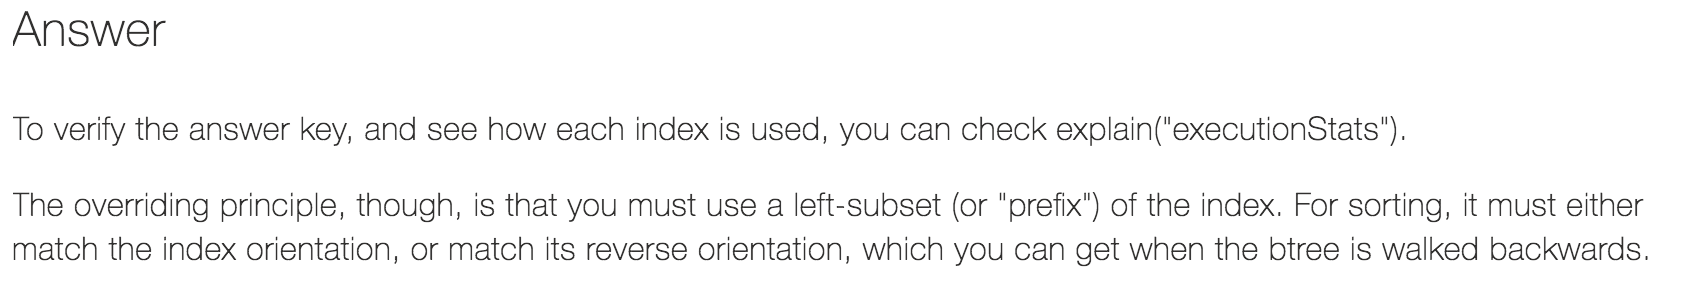 Answer
To verify the answer key, and see how each index is used, you can check explain("executionStats").
The overriding principle, though, is that you must use a left-subset (or "prefix") of the index. For sorting, it must either
match the index orientation, or match its reverse orientation, which you can get when the btree is walked backwards.